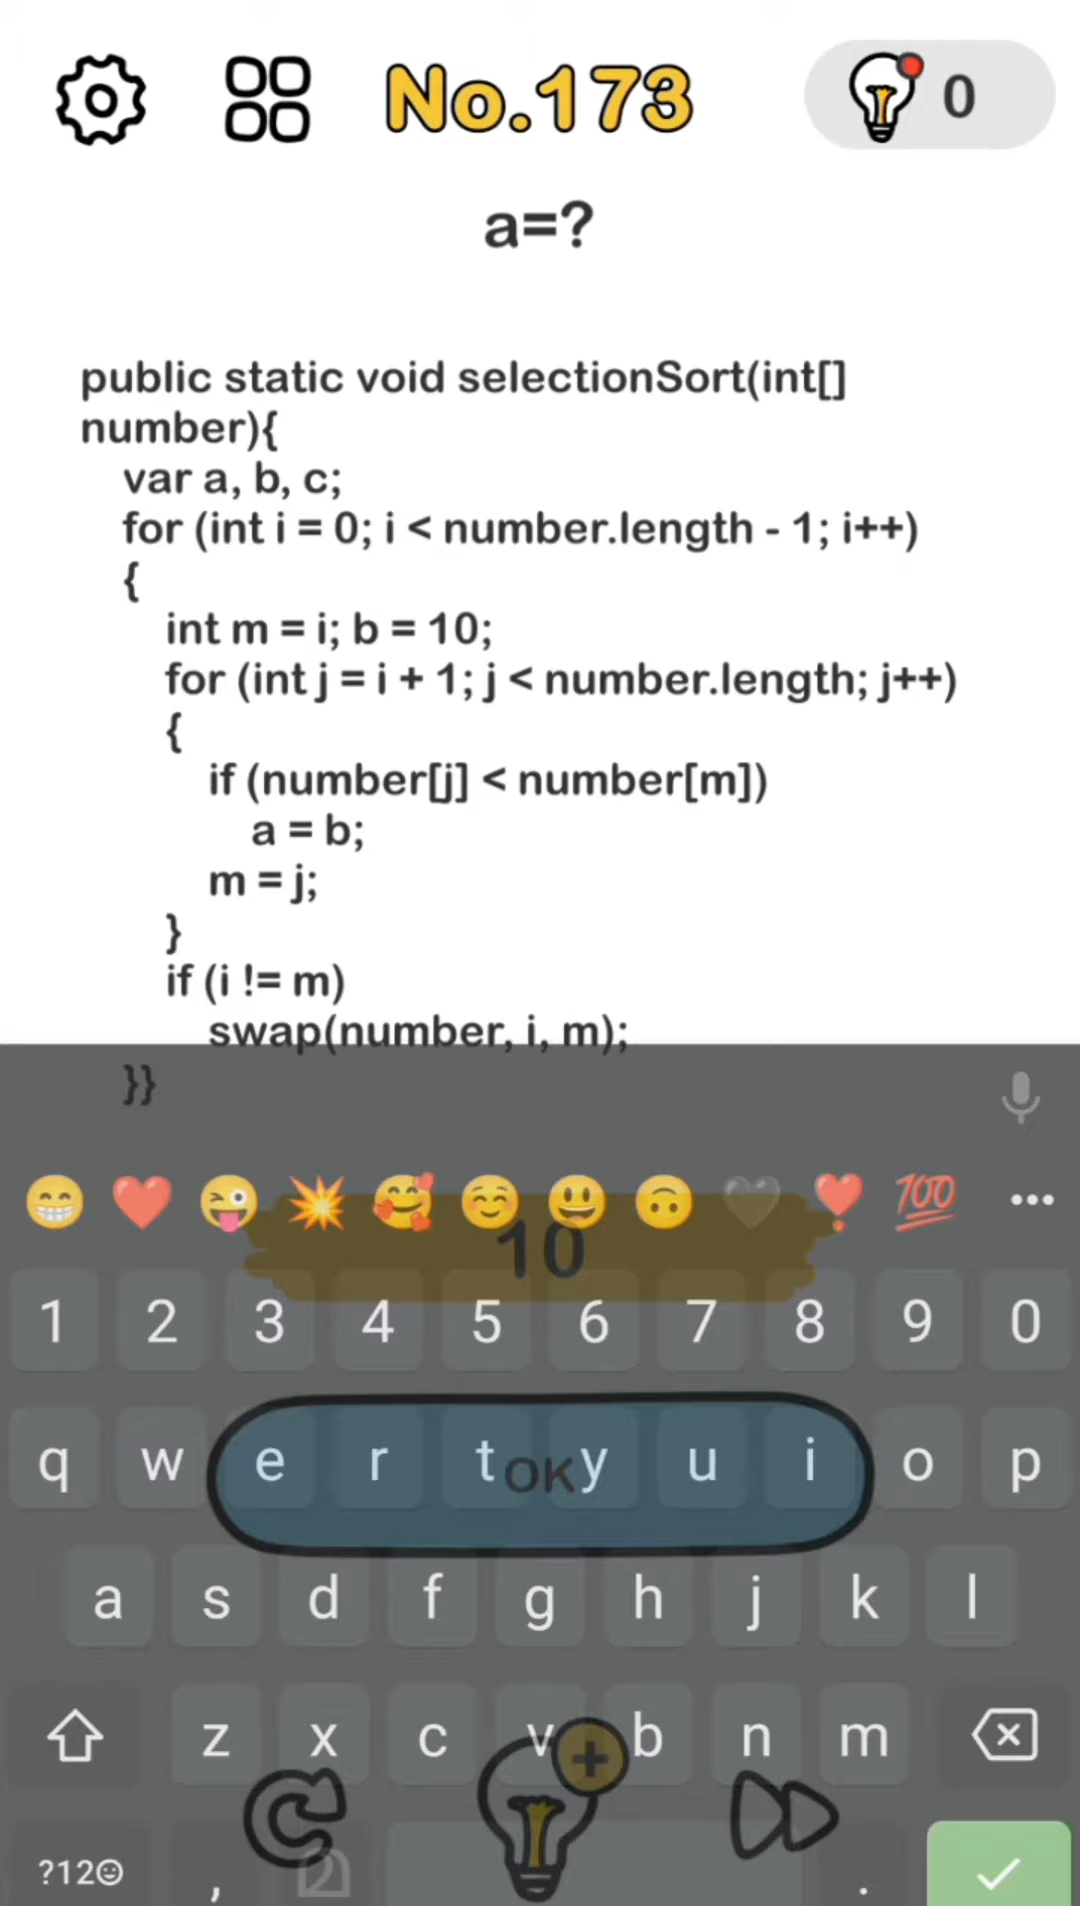 No.173
0
a=?
public static void selectionSort(int[]
number){
var a, b, c;
for (int i = 0; i < number.length - 1; i++)
{
int m = i; b = 10;
for (int j = i + 1; j < number.length; j++)
{
if (number[j] < number[m])
a = b;
m = j;
}
if (i != m)
swap(number, i, m);
}}
100
10
1 2 3 4 5 6 7 8 9 0
q w e r t y u i o p
OK
a s d f g h j k l
z x c v b n m
?12 , .